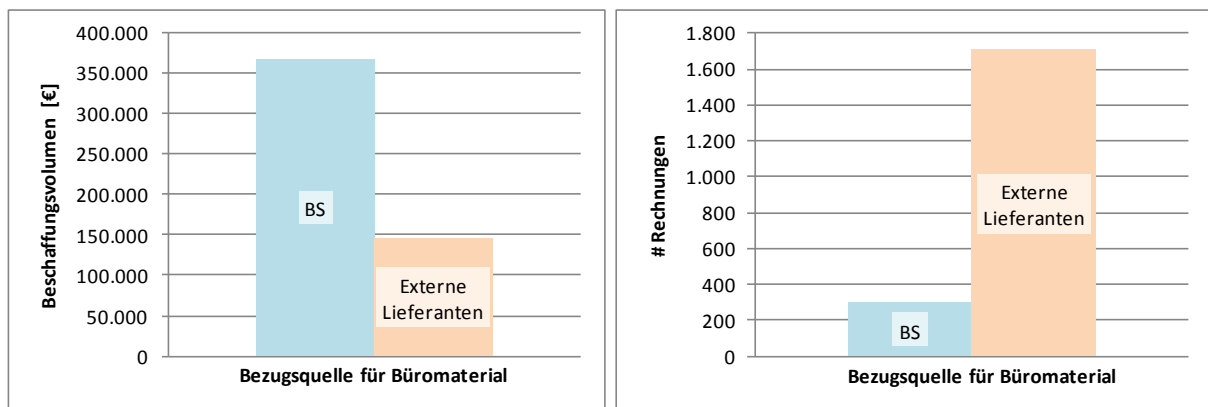 Beschaffungsvolumen [€]
400.000
350.000
300.000
250.000
200.000
150.000
100.000
50.000
0
BS
Externe
Lieferanten
Bezugsquelle für Büromaterial
# Rechnungen
1.800
1.600
1.400
1.200
1.000
800
600
400
200
0
BS
Externe
Lieferanten
Bezugsquelle für Büromaterial